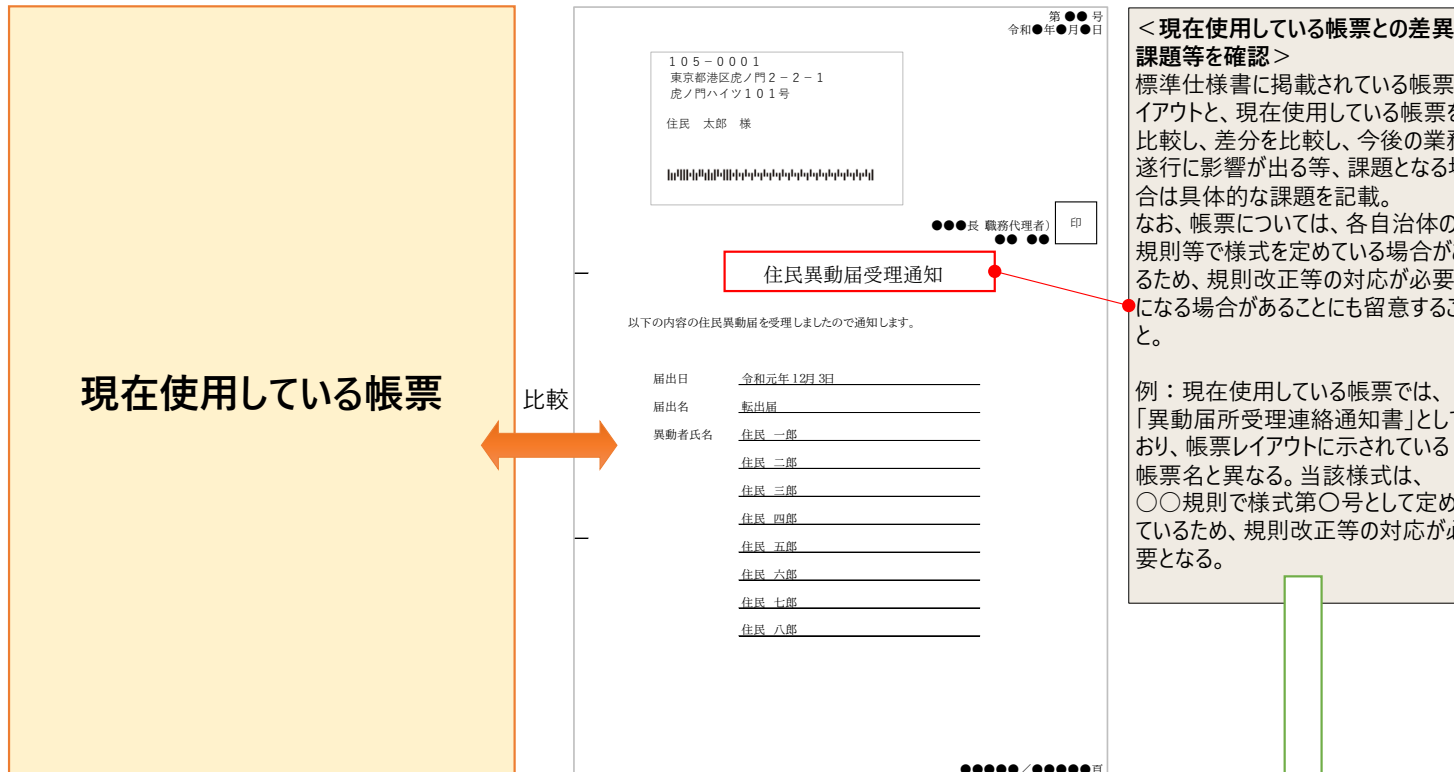 現在使用している帳票
比較
第 ●● 号
令和●年●月●日
105-0001
東京都港区虎ノ門2-2-1
虎ノ門ハイツ101号
住民 太郎 様
●●●長 職務代理者)
●● ●●
印
住民異動届受理通知
以下の内容の住民異動届を受理しましたので通知します。
届出日 令和元年 12月 3日
届出名 転出届
異動者氏名 住民 一郎
住民 二郎
住民 三郎
住民 四郎
住民 五郎
住民 六郎
住民 七郎
住民 八郎
●●●●●/●●●●●頁
<現在使用している帳票との差異
課題等を確認>
標準仕様書に掲載されている帳票
イアウトと、現在使用している帳票を
比較し、差分を比較し、今後の業務
遂行に影響が出る等、課題となる場
合は具体的な課題を記載。
なお、帳票については、各自治体の
規則等で様式を定めている場合が
るため、規則改正等の対応が必要
になる場合があることにも留意するこ
と。
例:現在使用している帳票では、
「異動届所受理連絡通知書」として
おり、帳票レイアウトに示されている
帳票名と異なる。当該様式は、
○○規則で様式第〇号として定め
ているため、規則改正等の対応が必
要となる。